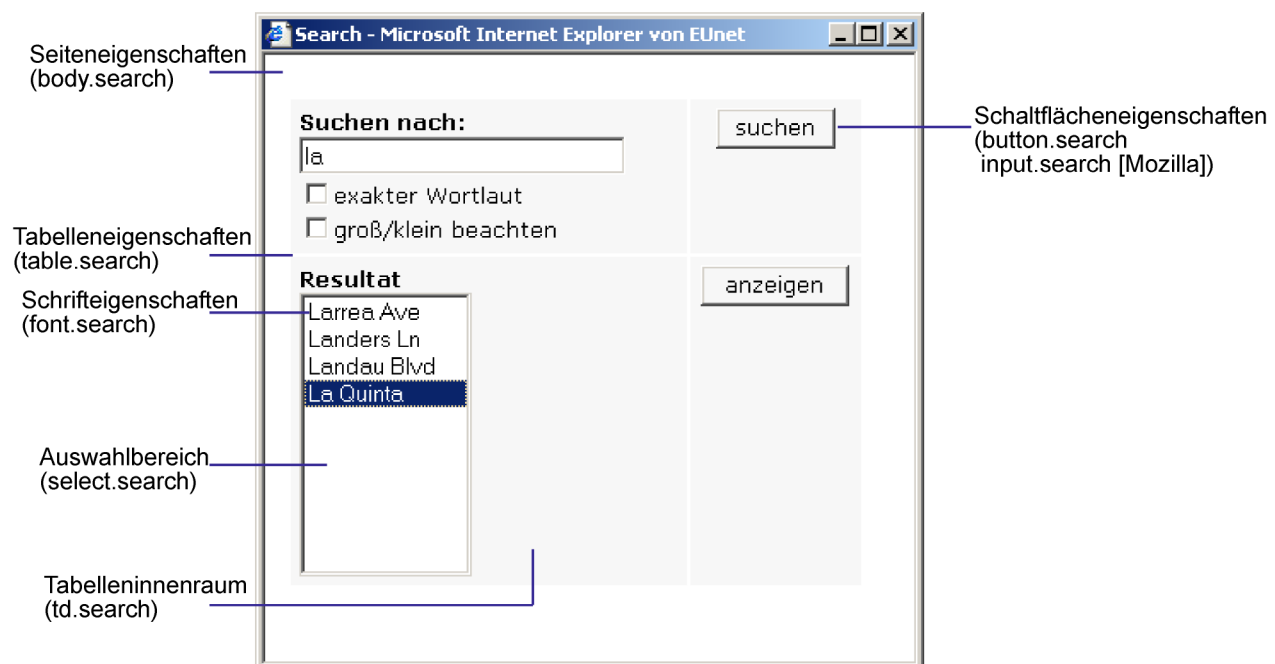 Search - Microsoft Internet Explorer von EUnet
Seiteneigenschaften
(body.search)
Suchen nach:
suchen
Schaltflächeneigenschaften
(button.search
input.search [Mozilla])
la
exakter Wortlaut
groß/klein beachten
Tabelleneigenschaften
(table.search)
Resultat
anzeigen
Schrifteigenschaften
(font.search)
Larrea Ave
Landers Ln
Landau Blvd
La Quinta
Auswahlbereich
(select.search)
Tabelleninnenraum
(td.search)